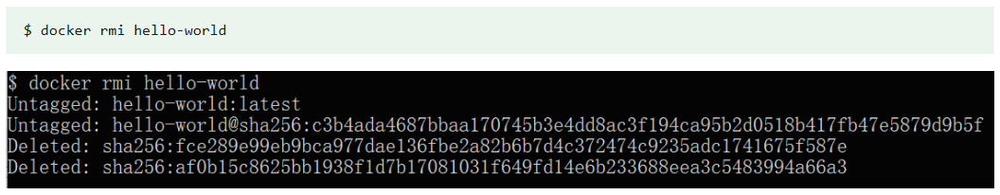 $ docker rmi hello-world
$ docker rmi hello-world
Untagged: hello-world:latest
Untagged: hello-world@sha256:c3b4ada4687bbaa170745b3e4dd8ac3f194ca95b2d0518b417fb47e5879d9b5f
Deleted: sha256:fce289e99eb9bca977dae136fbe2a82b6b7d4c372474c9235adc1741675f587e
Deleted: sha256:af0b15c8625bb1938f1d7b17081031f649fd14e6b233688eea3c5483994a66a3